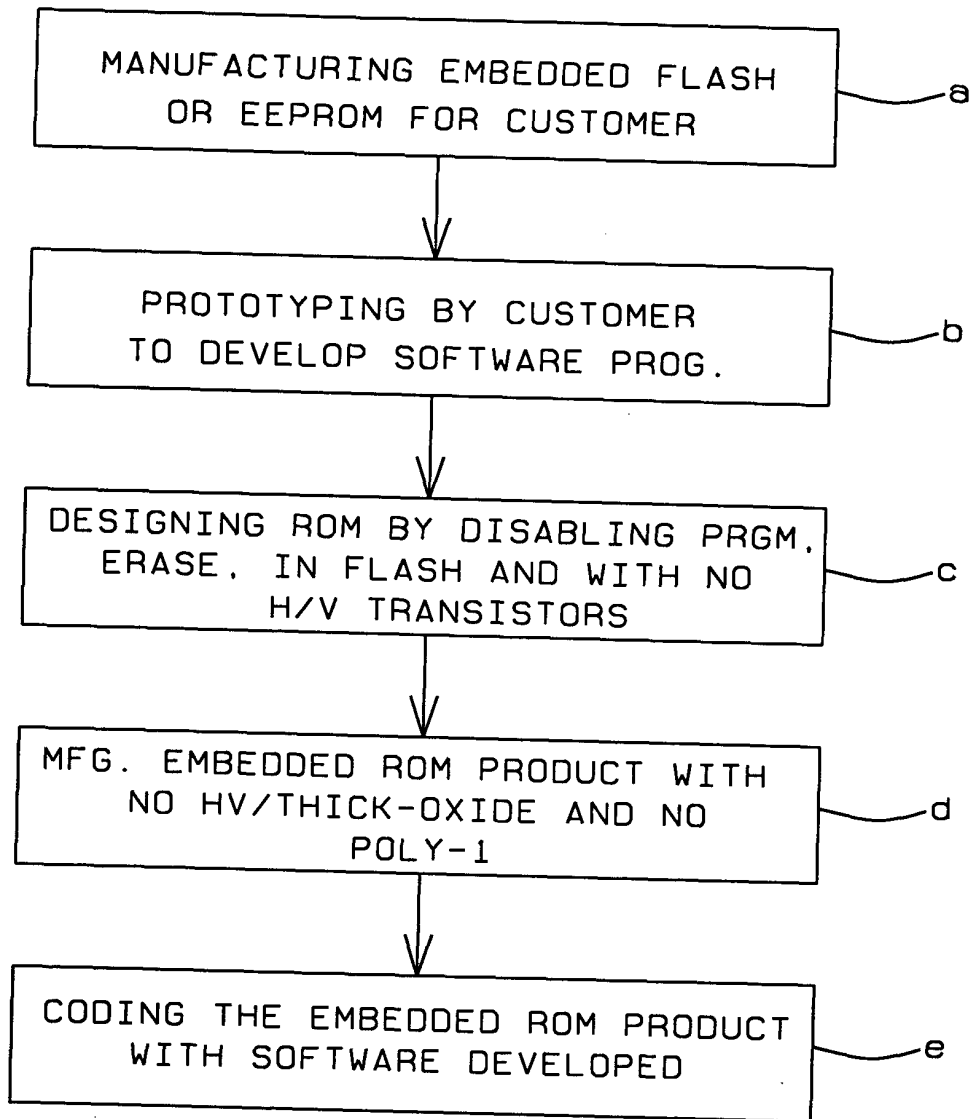 MANUFACTURING EMBEDDED FLASH
OR EEPROM FOR CUSTOMER
a
PROTOTYPING BY CUSTOMER
TO DEVELOP SOFTWARE PROG.
b
DESIGNING ROM BY DISABLING PRGM.
ERASE. IN FLASH AND WITH NO
H/V TRANSISTORS
c
MFG. EMBEDDED ROM PRODUCT WITH
NO HV/THICK-OXIDE AND NO
POLY-1
d
CODING THE EMBEDDED ROM PRODUCT
WITH SOFTWARE DEVELOPED
e